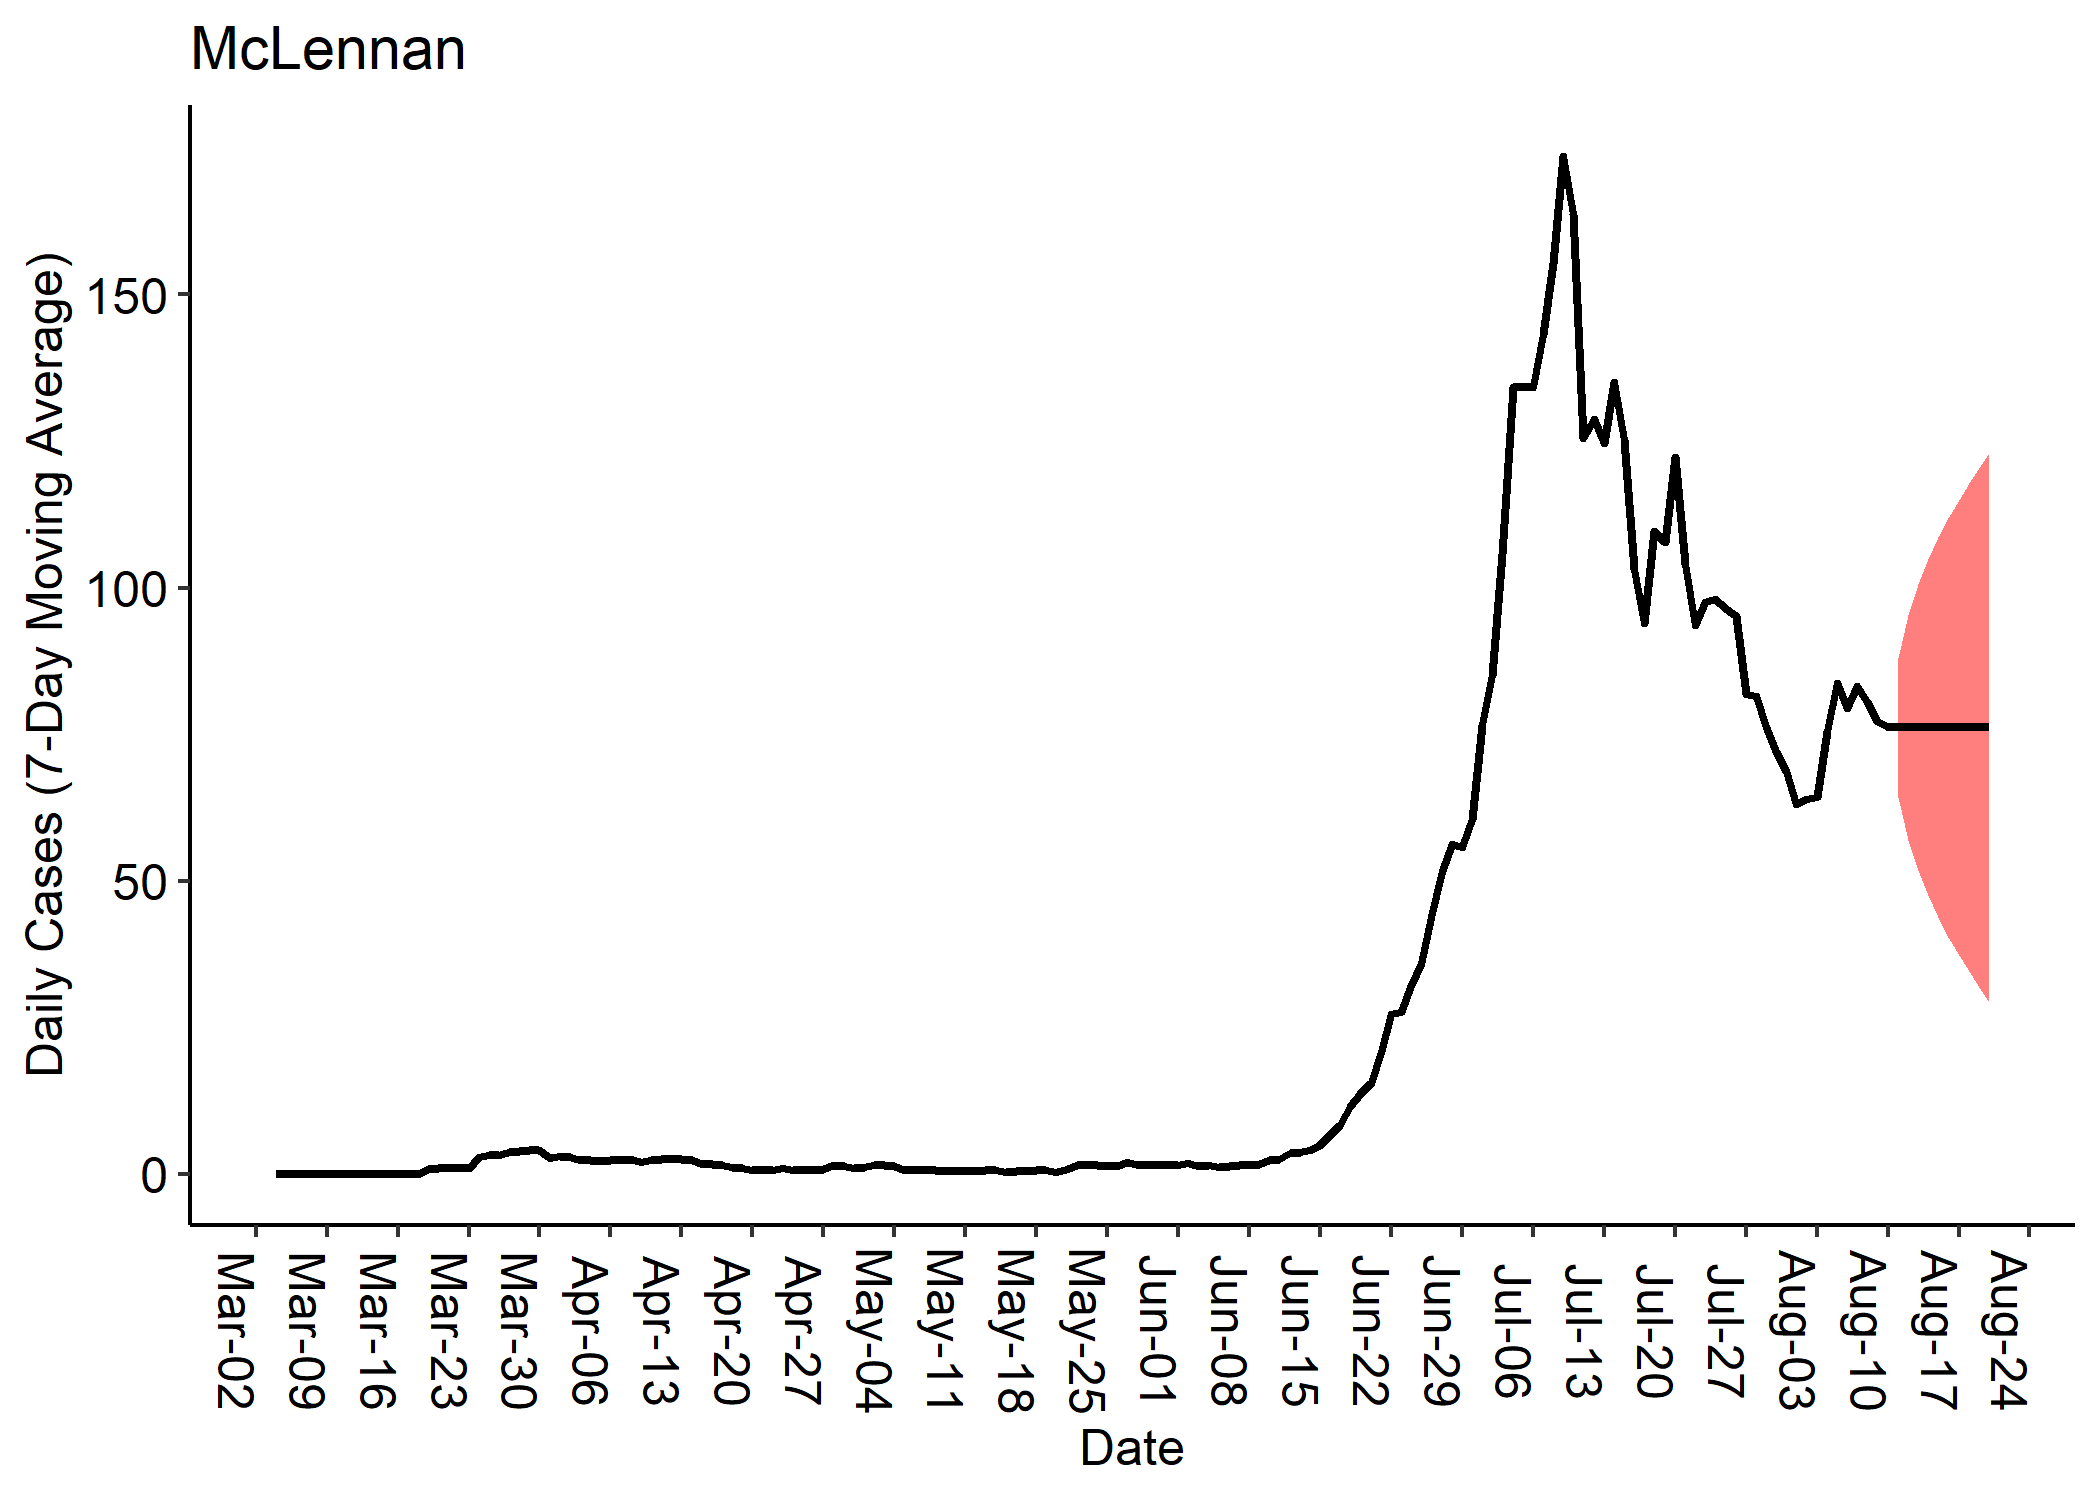 McLennan
Daily Cases (7-Day Moving Average)
150
100
50
0
Mar-02
Mar-09
Mar-16
Mar-23
Mar-30
Apr-06
Apr-13
Apr-20
Apr-27
May-04
May-11
May-18
May-25
Jun-01
Jun-08
Jun-15
Jun-22
Jun-29
Jul-06
Jul-13
Jul-20
Jul-27
Aug-03
Aug-10
Aug-17
Aug-24
Date